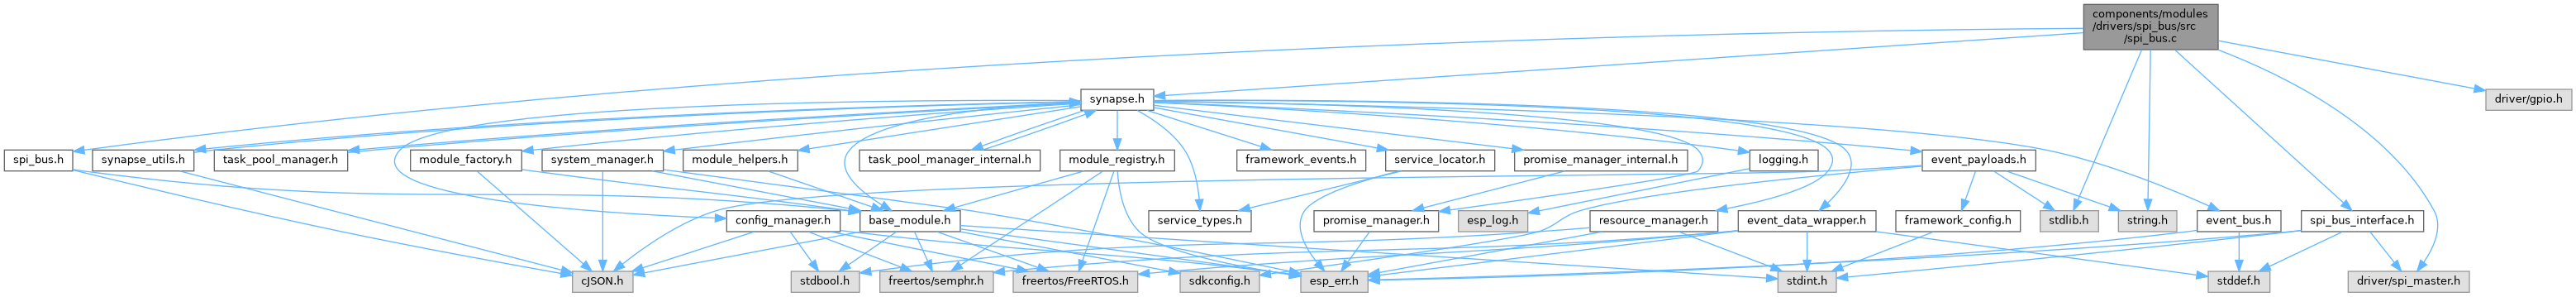 components/modules
/drivers/spi_bus/src
/spi_bus.c
synapse.h
driver/gpio.h
spi_bus.h
synapse_utils.h
task_pool_manager.h
module_factory.h
system_manager.h
module_helpers.h
task_pool_manager_internal.h
module_registry.h
framework_events.h
service_locator.h
promise_manager_internal.h
logging.h
event_payloads.h
config_manager.h
base_module.h
service_types.h
promise_manager.h
esp_log.h
resource_manager.h
event_data_wrapper.h
framework_config.h
stdlib.h
string.h
event_bus.h
spi_bus_interface.h
cJSON.h
stdbool.h
freertos/semphr.h
freertos/FreeRTOS.h
sdkconfig.h
esp_err.h
stdint.h
stddef.h
driver/spi_master.h